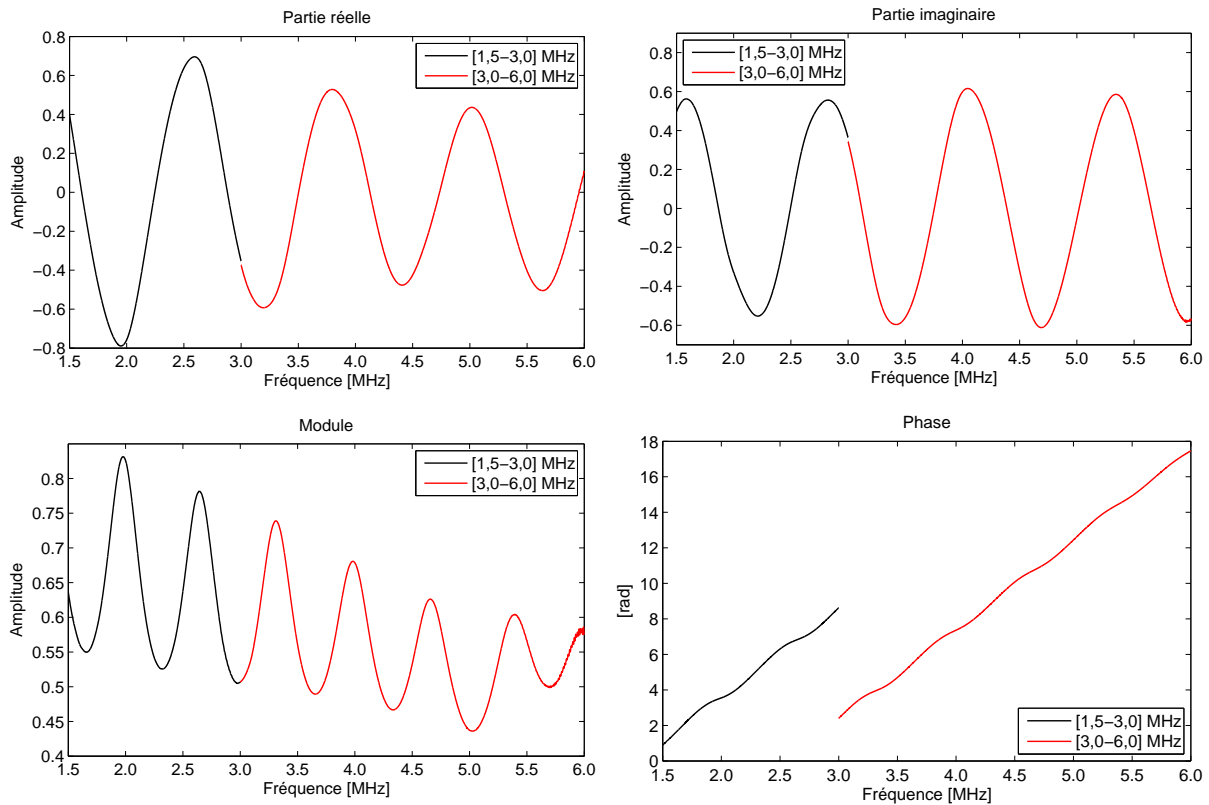 Partie réelle
[1,5−3,0] MHz
[3,0−6,0] MHz
Amplitude
0.8
0.6
0.4
0.2
0
−0.2
−0.4
−0.6
−0.8
1.5 2.0 2.5 3.0 3.5 4.0 4.5 5.0 5.5 6.0
Fréquence [MHz]
Partie imaginaire
[1,5−3,0] MHz
[3,0−6,0] MHz
Amplitude
0.8
0.6
0.4
0.2
0
−0.2
−0.4
−0.6
1.5 2.0 2.5 3.0 3.5 4.0 4.5 5.0 5.5 6.0
Fréquence [MHz]
Module
[1,5−3,0] MHz
[3,0−6,0] MHz
Amplitude
0.8
0.75
0.7
0.65
0.6
0.55
0.5
0.45
0.4
1.5 2.0 2.5 3.0 3.5 4.0 4.5 5.0 5.5 6.0
Fréquence [MHz]
Phase
[rad]
18
16
14
12
10
8
6
4
2
0
[1,5−3,0] MHz
[3,0−6,0] MHz
1.5 2.0 2.5 3.0 3.5 4.0 4.5 5.0 5.5 6.0
Fréquence [MHz]